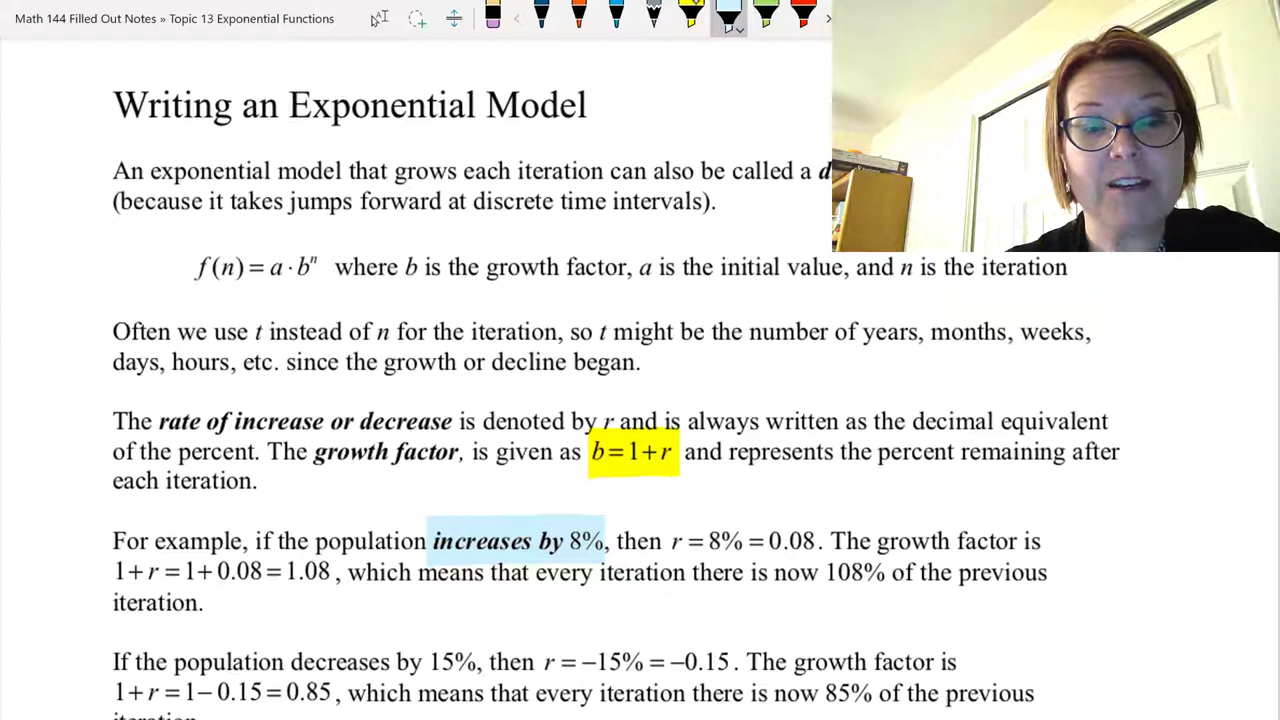 Math 144 Filled Out Notes » Topic 13 Exponential Functions
Writing an Exponential Model
An exponential model that grows each iteration can also be called a
(because it takes jumps forward at discrete time intervals).
f(n) = a · bⁿ where b is the growth factor, a is the initial value, and n is the iteration
Often we use t instead of n for the iteration, so t might be the number of years, months, weeks,
days, hours, etc. since the growth or decline began.
The rate of increase or decrease is denoted by r and is always written as the decimal equivalent
of the percent. The growth factor, is given as b = 1 + r and represents the percent remaining after
each iteration.
For example, if the population increases by 8%, then r = 8% = 0.08. The growth factor is
1 + r = 1 + 0.08 = 1.08, which means that every iteration there is now 108% of the previous
iteration.
If the population decreases by 15%, then r = −15% = −0.15. The growth factor is
1 + r = 1 − 0.15 = 0.85, which means that every iteration there is now 85% of the previous